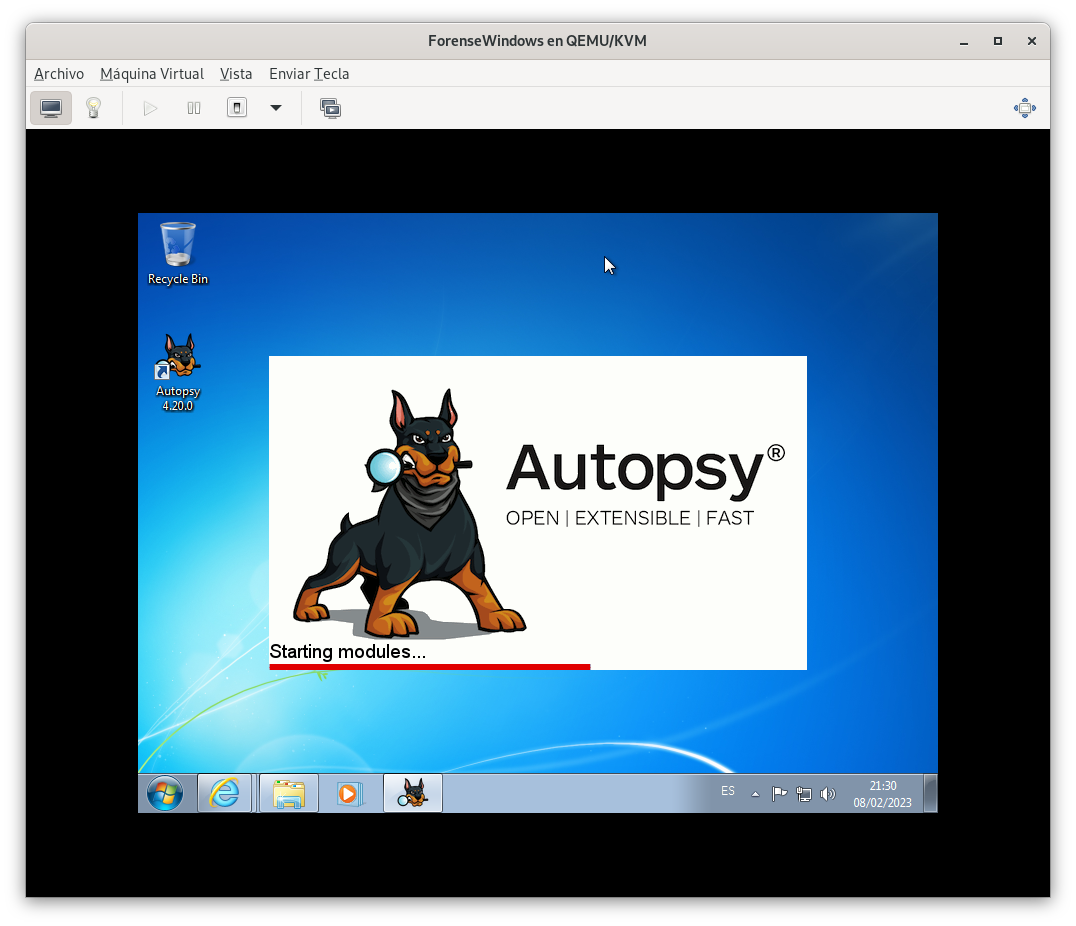 ForenseWindows en QEMU/KVM
Archivo Máquina Virtual Vista Enviar Tecla
Recycle Bin
Autopsy
4.20.0
Autopsy®
OPEN | EXTENSIBLE | FAST
Starting modules...
ES
21:30
08/02/2023